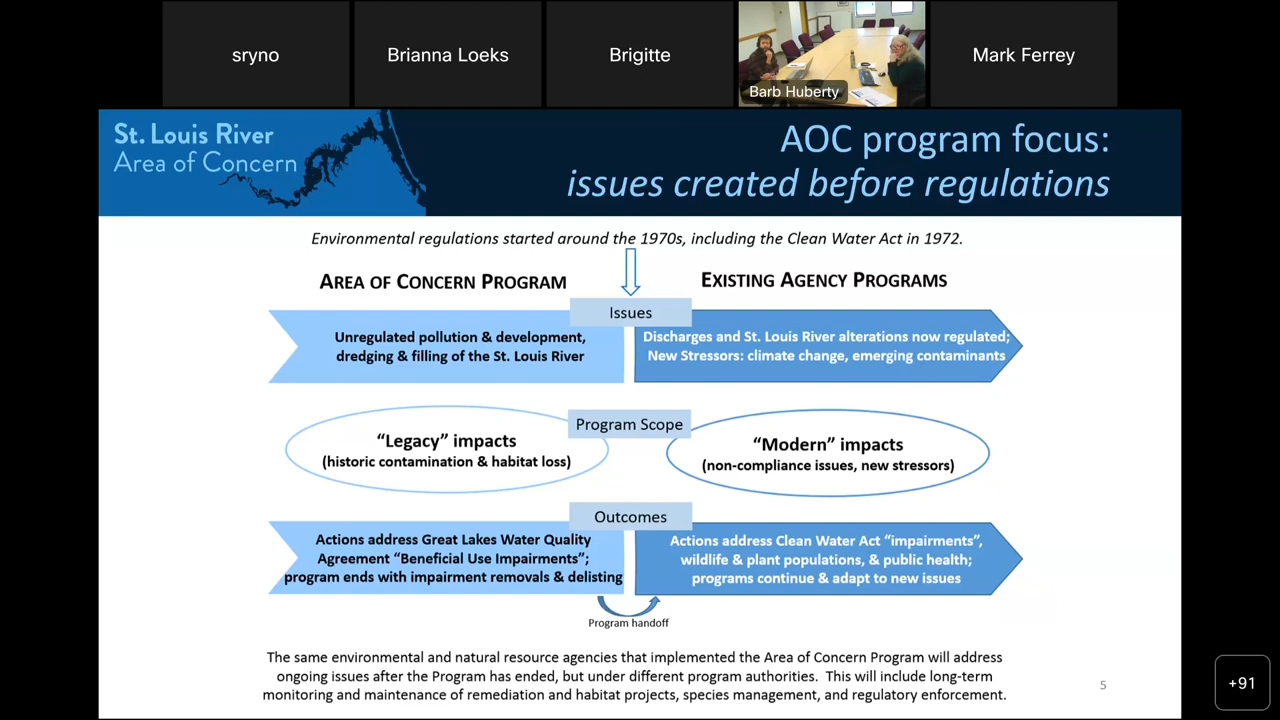 sryno
Brianna Loeks
Brigitte
Barb Huberty
Mark Ferrey
St. Louis River
Area of Concern
AOC program focus:
issues created before regulations
Environmental regulations started around the 1970s, including the Clean Water Act in 1972.
AREA OF CONCERN PROGRAM
EXISTING AGENCY PROGRAMS
Issues
Unregulated pollution & development,
dredging & filling of the St. Louis River
Discharges and St. Louis River alterations now regulated;
New Stressors: climate change, emerging contaminants
Program Scope
“Legacy” impacts
(historic contamination & habitat loss)
“Modern” impacts
(non-compliance issues, new stressors)
Outcomes
Actions address Great Lakes Water Quality
Agreement “Beneficial Use Impairments”;
program ends with impairment removals & delisting
Actions address Clean Water Act “impairments”,
wildlife & plant populations, & public health;
programs continue & adapt to new issues
Program handoff
The same environmental and natural resource agencies that implemented the Area of Concern Program will address
ongoing issues after the Program has ended, but under different program authorities. This will include long-term
monitoring and maintenance of remediation and habitat projects, species management, and regulatory enforcement.
5
+91